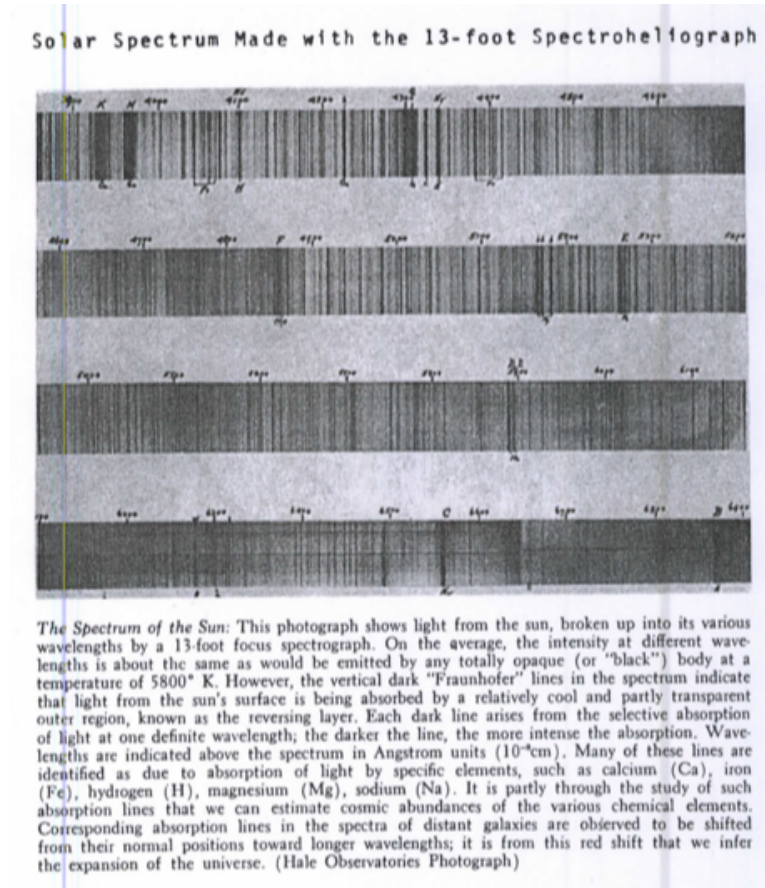 Solar Spectrum Made with the 13-foot Spectroheliograph
K H
F E
C B
The Spectrum of the Sun: This photograph shows light from the sun, broken up into its various
wavelengths by a 13-foot focus spectrograph. On the average, the intensity at different wave-
lengths is about the same as would be emitted by any totally opaque (or "black") body at a
temperature of 5800° K. However, the vertical dark "Fraunhofer" lines in the spectrum indicate
that light from the sun's surface is being absorbed by a relatively cool and partly transparent
outer region, known as the reversing layer. Each dark line arises from the selective absorption
of light at one definite wavelength; the darker the line, the more intense the absorption. Wave-
lengths are indicated above the spectrum in Angstrom units (10⁻⁸cm). Many of these lines are
identified as due to absorption of light by specific elements, such as calcium (Ca), iron
(Fe), hydrogen (H), magnesium (Mg), sodium (Na). It is partly through the study of such
absorption lines that we can estimate cosmic abundances of the various chemical elements.
Corresponding absorption lines in the spectra of distant galaxies are observed to be shifted
from their normal positions toward longer wavelengths; it is from this red shift that we infer
the expansion of the universe. (Hale Observatories Photograph)